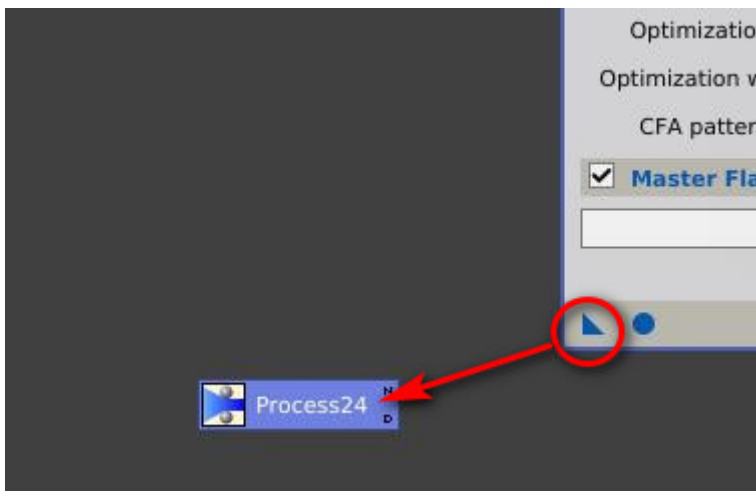 Optimizatio
Optimization w
CFA patter
Master Fla
Process24
N
D